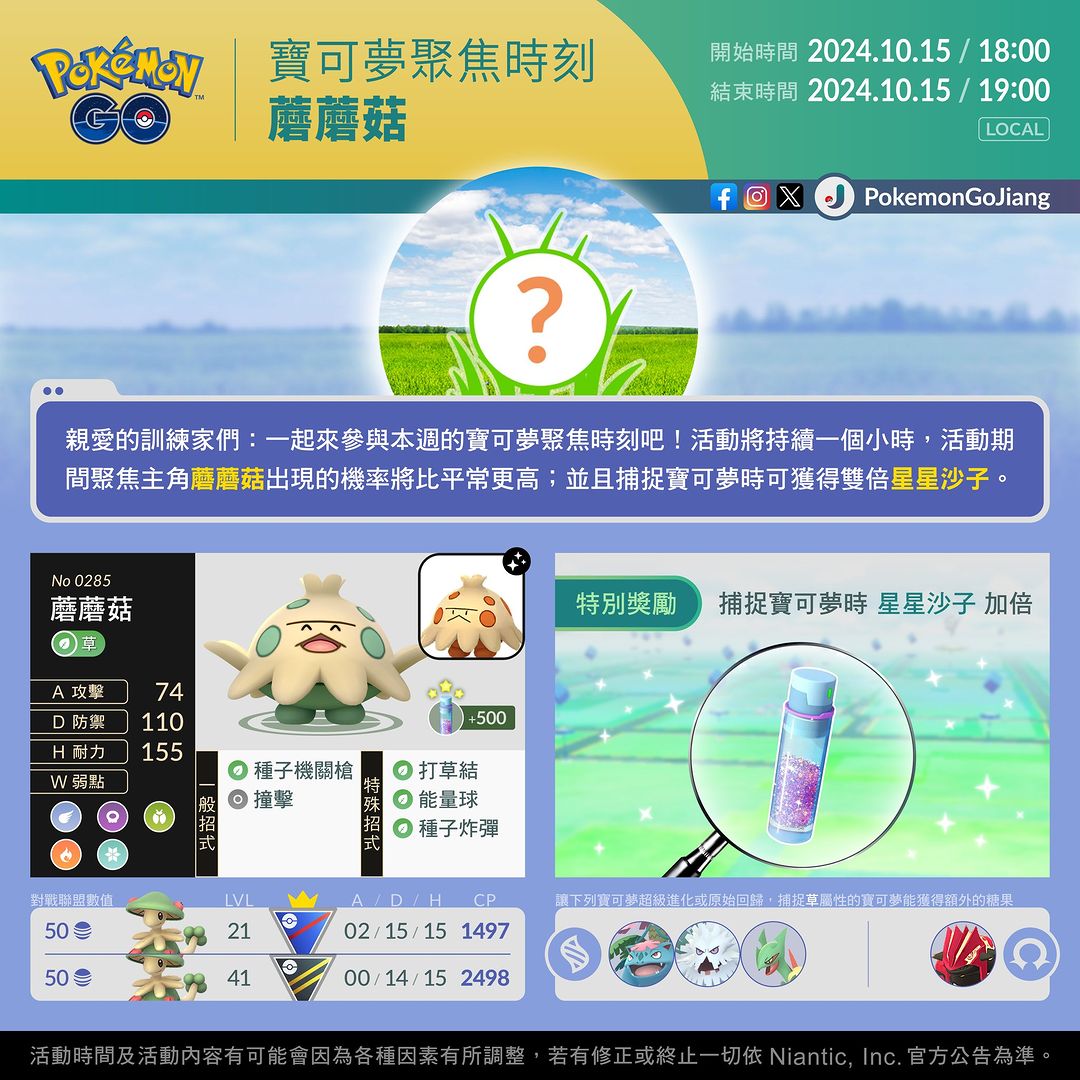 POKÉMON
GO
TM
寶可夢聚焦時刻
蘑蘑菇
開始時間 2024.10.15 / 18:00
結束時間 2024.10.15 / 19:00
LOCAL
PokemonGoJiang
?
親愛的訓練家們：一起來參與本週的寶可夢聚焦時刻吧！活動將持續一個小時，活動期
間聚焦主角蘑蘑菇出現的機率將比平常更高；並且捕捉寶可夢時可獲得雙倍星星沙子。
No 0285
蘑蘑菇
草
A 攻擊 74
D 防禦 110
H 耐力 155
W 弱點
+500
一般招式
種子機關槍
撞擊
特殊招式
打草結
能量球
種子炸彈
特別獎勵 捕捉寶可夢時 星星沙子 加倍
對戰聯盟數值 LVL A / D / H CP
50 21 02 / 15 / 15 1497
50 41 00 / 14 / 15 2498
讓下列寶可夢超級進化或原始回歸，捕捉草屬性的寶可夢能獲得額外的糖果
活動時間及活動內容有可能會因為各種因素有所調整，若有修正或終止一切依 Niantic, Inc. 官方公告為準。